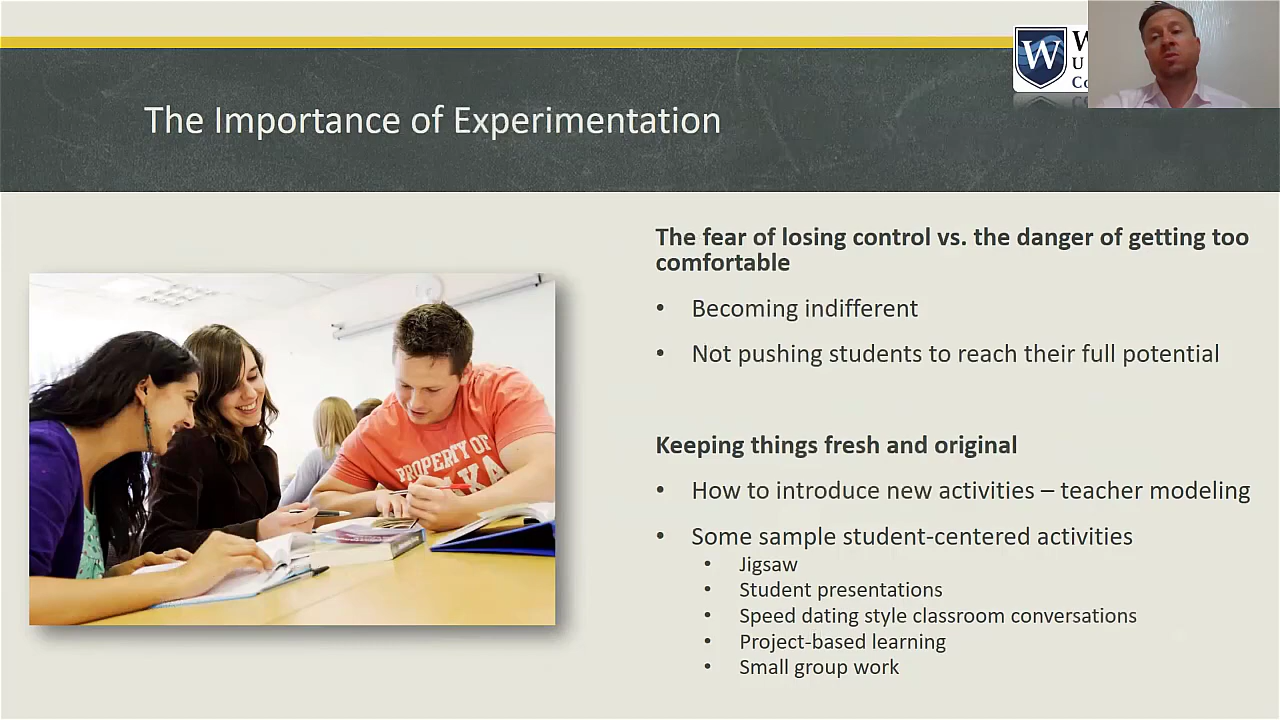 W
U
Co
The Importance of Experimentation
The fear of losing control vs. the danger of getting too
comfortable
• Becoming indifferent
• Not pushing students to reach their full potential
Keeping things fresh and original
• How to introduce new activities – teacher modeling
• Some sample student-centered activities
• Jigsaw
• Student presentations
• Speed dating style classroom conversations
• Project-based learning
• Small group work
PROPERTY OF